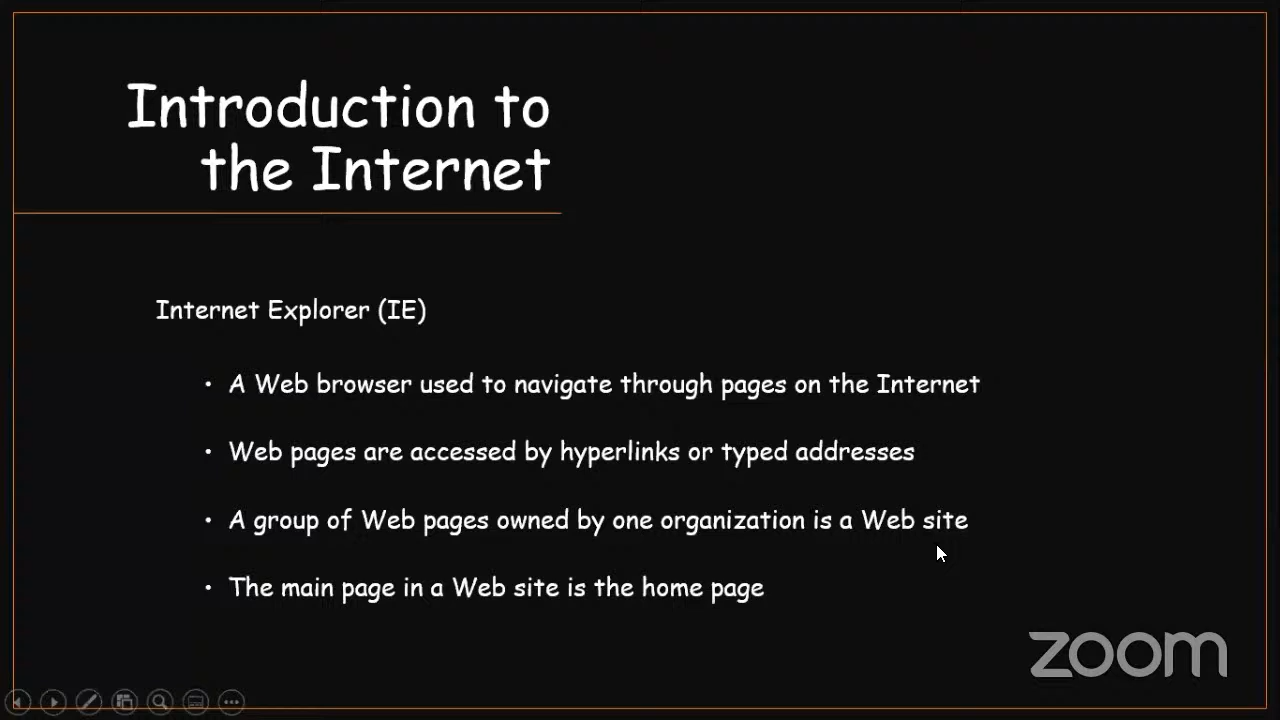 Introduction to
the Internet
Internet Explorer (IE)
• A Web browser used to navigate through pages on the Internet
• Web pages are accessed by hyperlinks or typed addresses
• A group of Web pages owned by one organization is a Web site
• The main page in a Web site is the home page
zoom